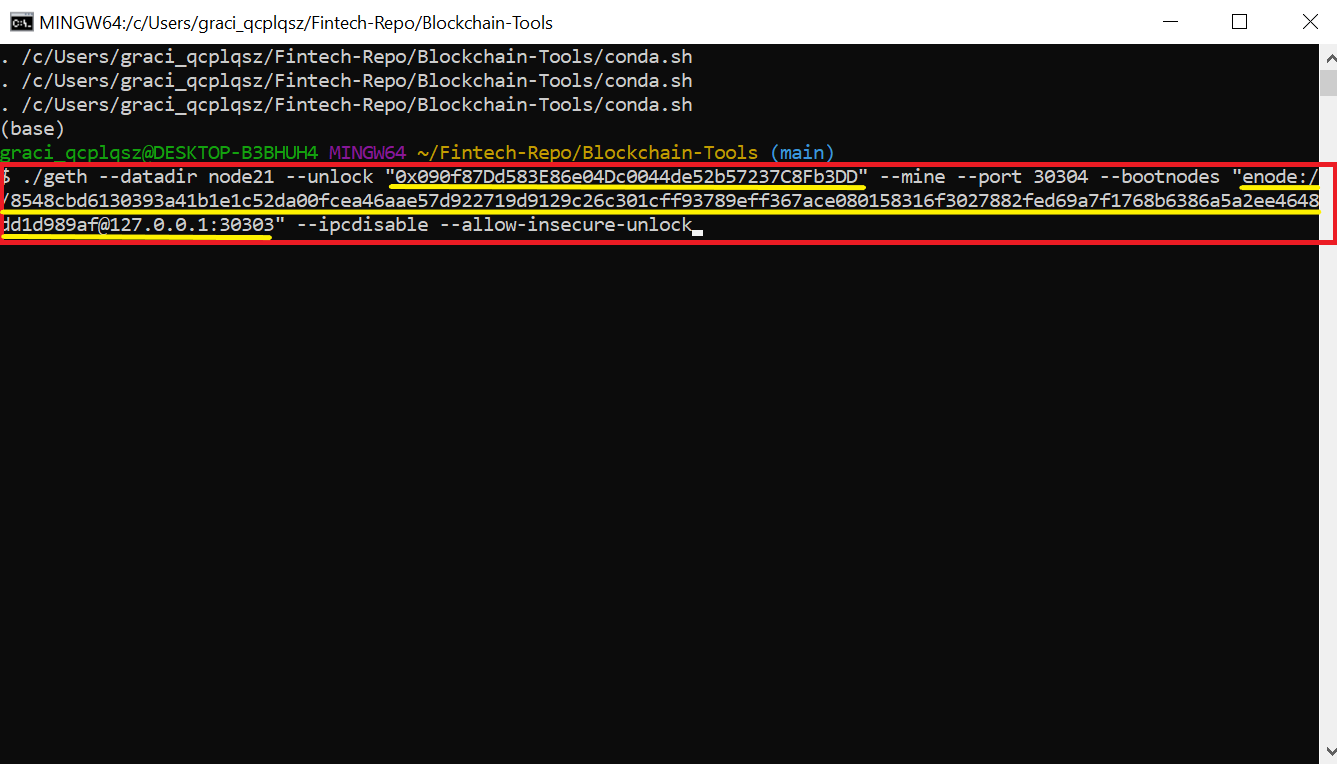 MINGW64:/c/Users/graci_qcplqsz/Fintech-Repo/Blockchain-Tools
. /c/Users/graci_qcplqsz/Fintech-Repo/Blockchain-Tools/conda.sh
. /c/Users/graci_qcplqsz/Fintech-Repo/Blockchain-Tools/conda.sh
. /c/Users/graci_qcplqsz/Fintech-Repo/Blockchain-Tools/conda.sh
(base)
graci_qcplqsz@DESKTOP-B3BHUH4 MINGW64 ~/Fintech-Repo/Blockchain-Tools (main)
$ ./geth --datadir node21 --unlock "0x090f87Dd583E86e04Dc0044de52b57237C8Fb3DD" --mine --port 30304 --bootnodes "enode:/
/8548cbd6130393a41b1e1c52da00fcea46aae57d922719d9129c26c301cff93789eff367ace080158316f3027882fed69a7f1768b6386a5a2ee4648
dd1d989af@127.0.0.1:30303" --ipcdisable --allow-insecure-unlock